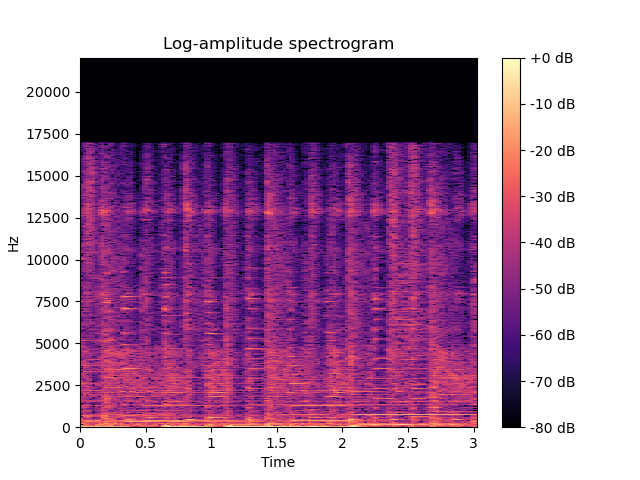 Log-amplitude spectrogram
Hz
20000
17500
15000
12500
10000
7500
5000
2500
0
0 0.5 1 1.5 2 2.5 3
Time
+0 dB
-10 dB
-20 dB
-30 dB
-40 dB
-50 dB
-60 dB
-70 dB
-80 dB